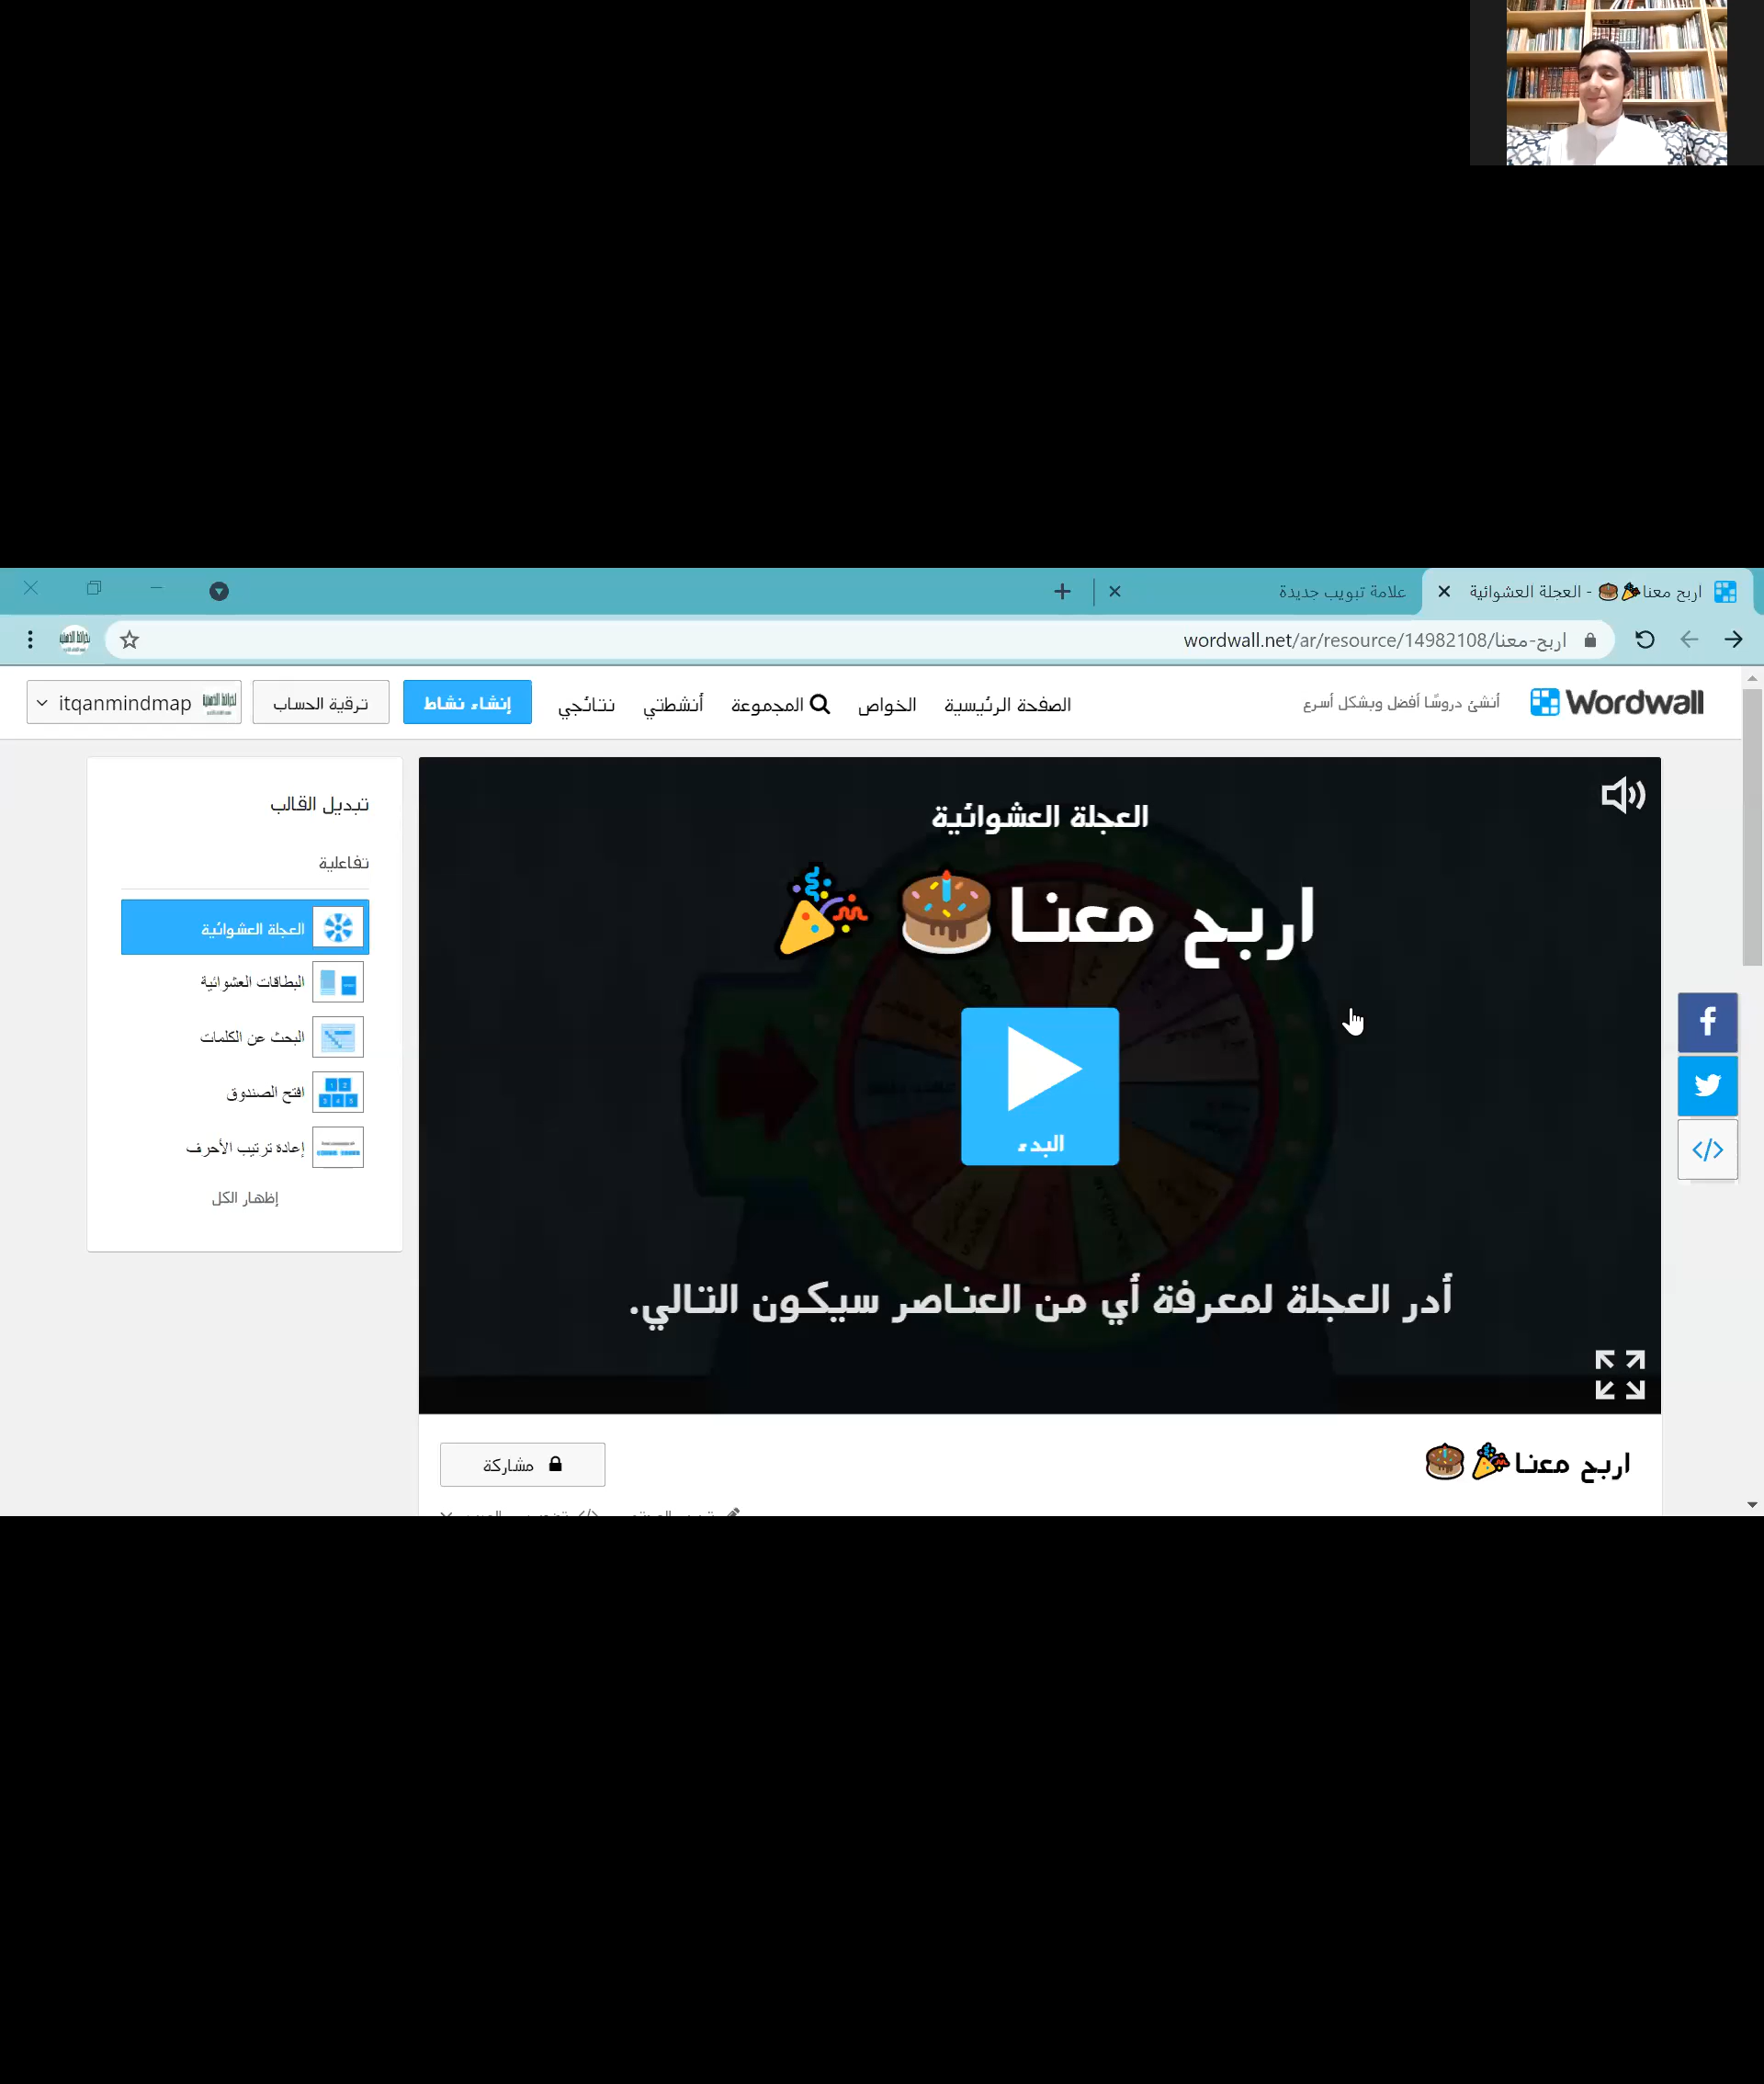 اربح معنا🎉🎂 - العجلة العشوائية
علامة تبويب جديدة
wordwall.net/ar/resource/14982108/اربح-معنا
Wordwall
أنشئ دروسًا أفضل وبشكل أسرع
الصفحة الرئيسية
الخواص
المجموعة
أنشطتي
نتائجي
إنشاء نشاط
ترقية الحساب
itqanmindmap
العجلة العشوائية
اربح معنا🎂 🎉
البدء
أدر العجلة لمعرفة أي من العناصر سيكون التالي.
تبديل القالب
تفاعلية
العجلة العشوائية
البطاقات العشوائية
البحث عن الكلمات
افتح الصندوق
إعادة ترتيب الأحرف
إظهار الكل
اربح معنا🎉🎂
مشاركة